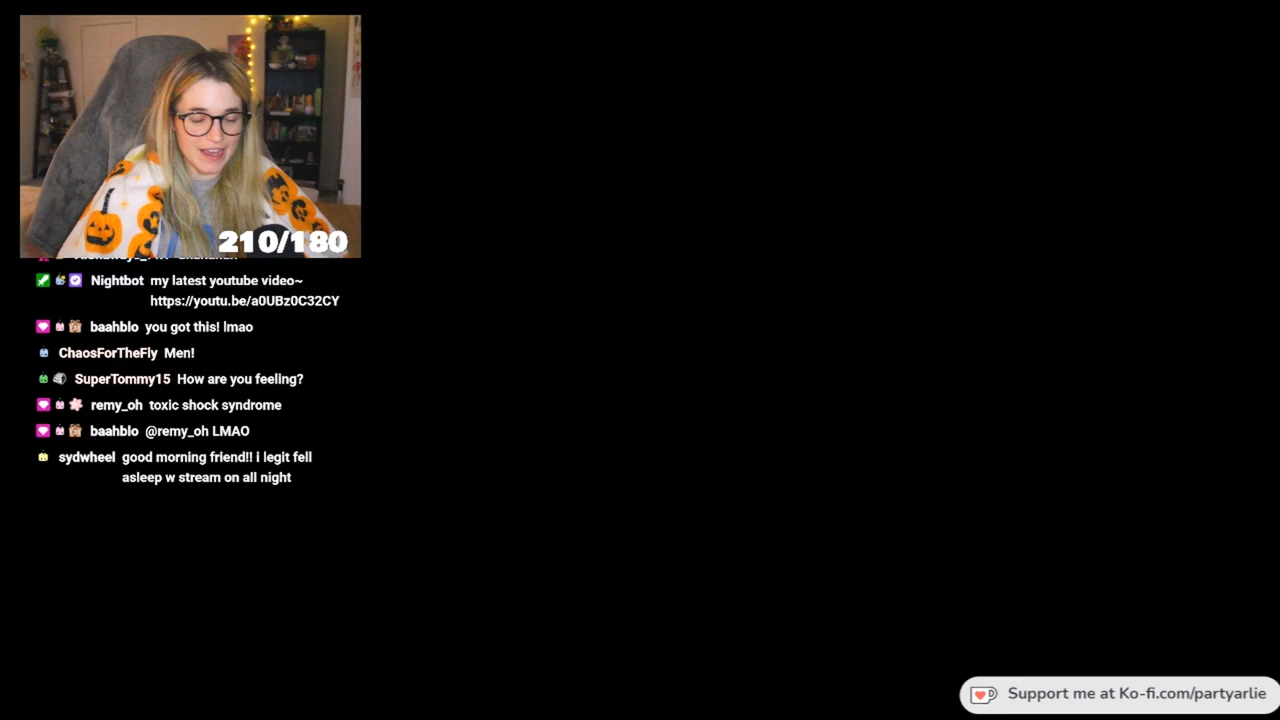 210/180
Nightbot my latest youtube video~
https://youtu.be/a0UBz0C32CY
baahblo you got this! lmao
ChaosForTheFly Men!
SuperTommy15 How are you feeling?
remy_oh toxic shock syndrome
baahblo @remy_oh LMAO
sydwheel good morning friend!! i legit fell
asleep w stream on all night
Support me at Ko-fi.com/partyarlie